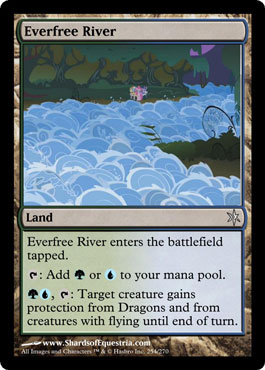 Everfree River
Land
Everfree River enters the battlefield
tapped.
: Add or to your mana pool.
, : Target creature gains
protection from Dragons and from
creatures with flying until end of turn.
www.ShardsofEquestria.com
All Images and Characters ™ & © Hasbro Inc. 254/270